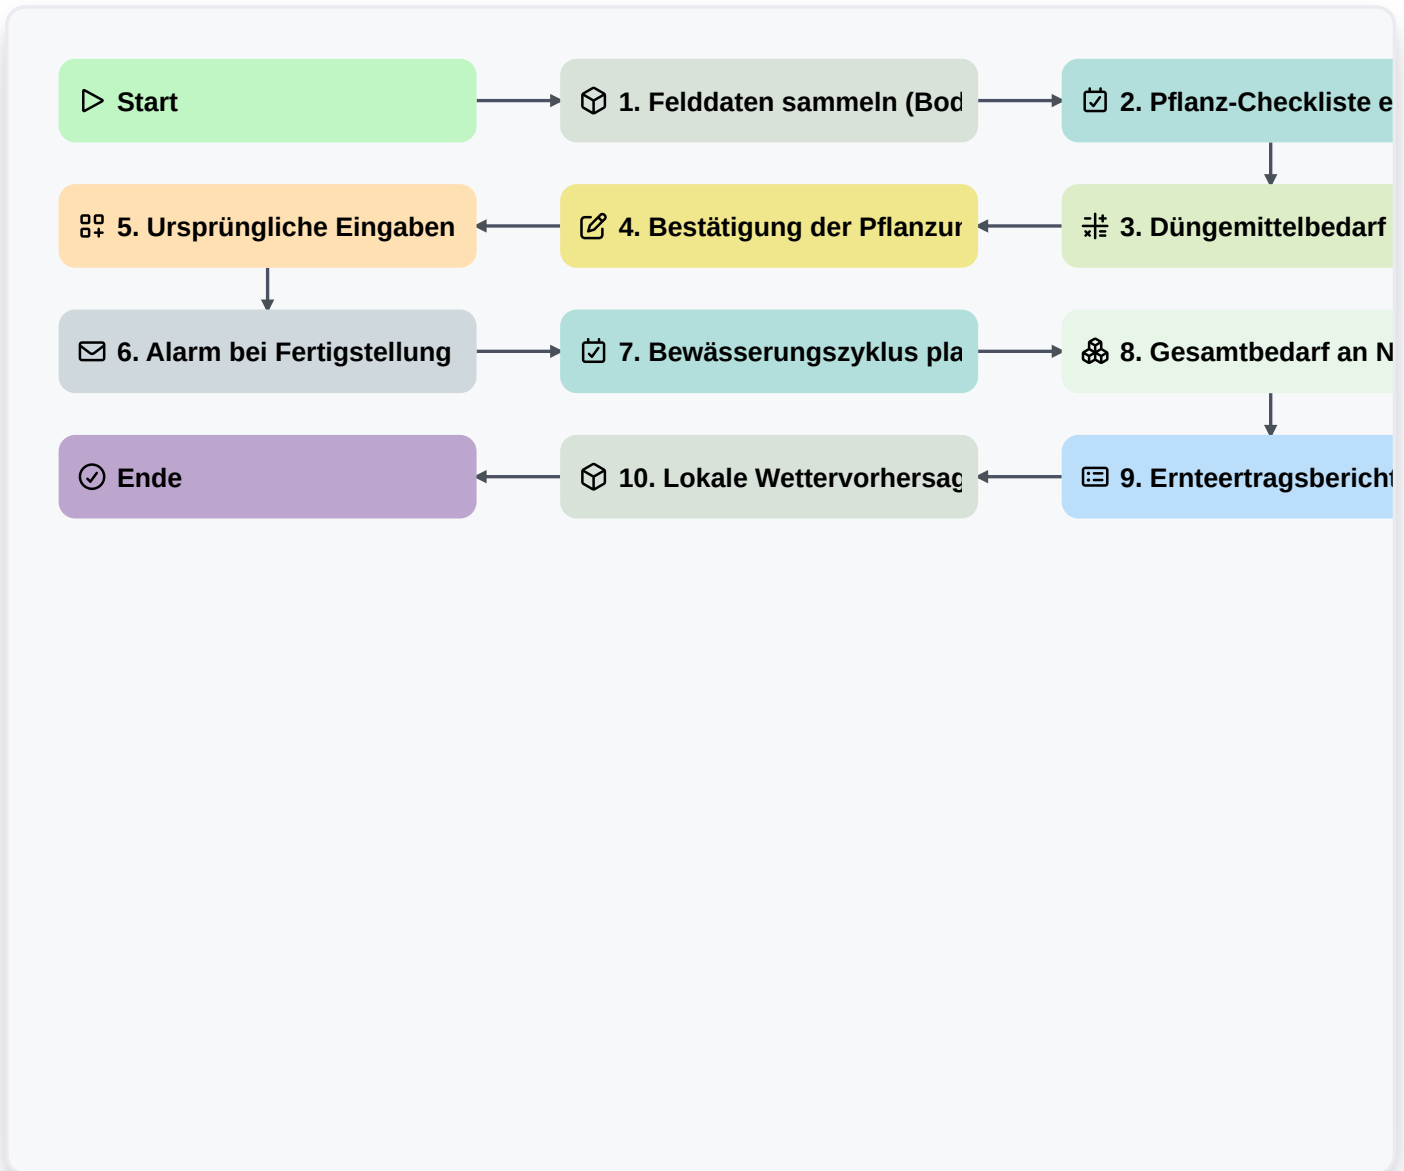 Start
1. Felddaten sammeln (Bod
2. Pflanz-Checkliste e
5. Ursprüngliche Eingaben
4. Bestätigung der Pflanzur
3. Düngemittelbedarf
6. Alarm bei Fertigstellung
7. Bewässerungszyklus pla
8. Gesamtbedarf an N
Ende
10. Lokale Wettervorhersag
9. Ernteertragsbericht